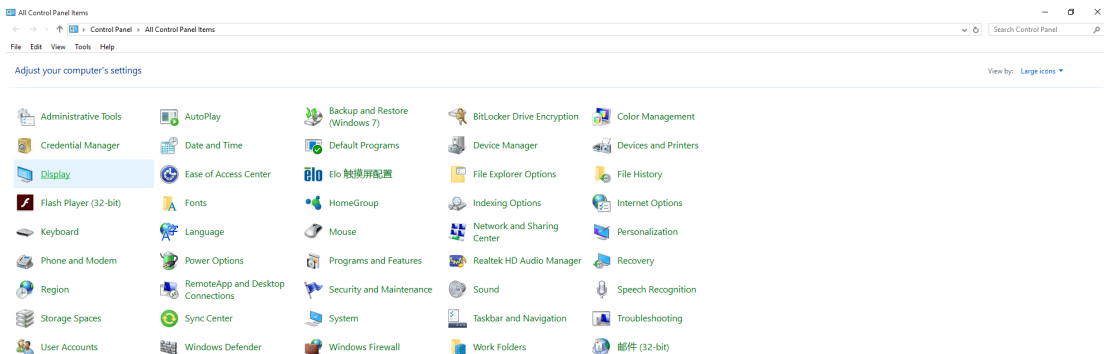 All Control Panel Items
Control Panel › All Control Panel Items
Search Control Panel
File Edit View Tools Help
Adjust your computer's settings
View by: Large icons
Administrative Tools
AutoPlay
Backup and Restore
(Windows 7)
BitLocker Drive Encryption
Color Management
Credential Manager
Date and Time
Default Programs
Device Manager
Devices and Printers
Display
Ease of Access Center
elo
Elo 触摸屏配置
File Explorer Options
File History
Flash Player (32-bit)
Fonts
HomeGroup
Indexing Options
Internet Options
Keyboard
Language
Mouse
Network and Sharing
Center
Personalization
Phone and Modem
Power Options
Programs and Features
Realtek HD Audio Manager
Recovery
Region
RemoteApp and Desktop
Connections
Security and Maintenance
Sound
Speech Recognition
Storage Spaces
Sync Center
System
Taskbar and Navigation
Troubleshooting
User Accounts
Windows Defender
Windows Firewall
Work Folders
邮件 (32-bit)